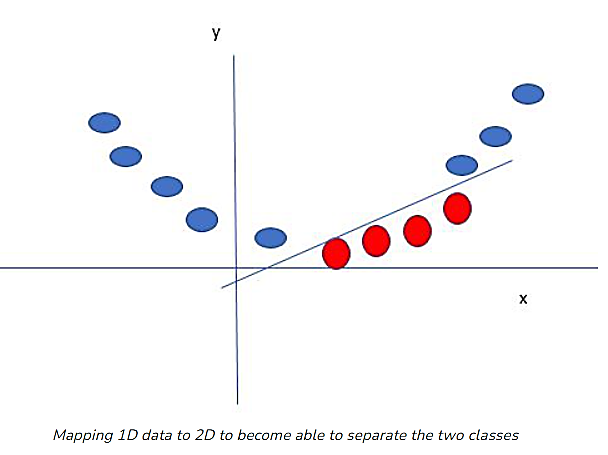 y
x
Mapping 1D data to 2D to become able to separate the two classes